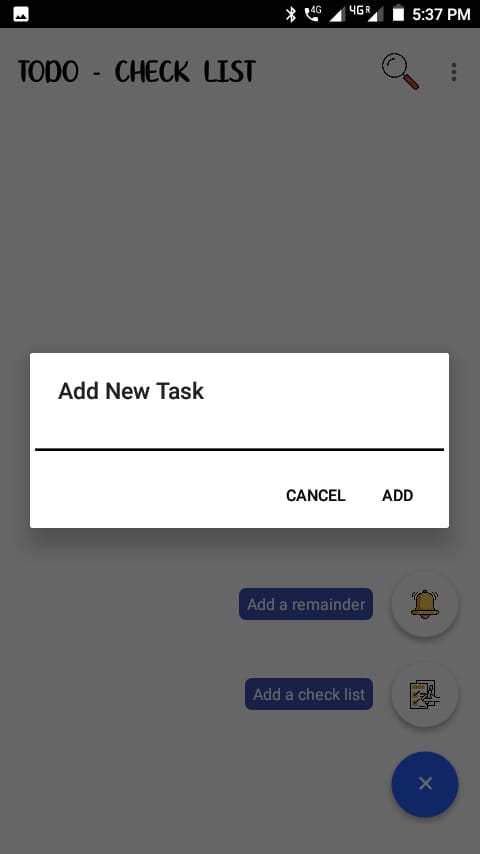 4G 4G R 5:37 PM
TODO - CHECK LIST
Add New Task
CANCEL ADD
Add a remainder
Add a check list